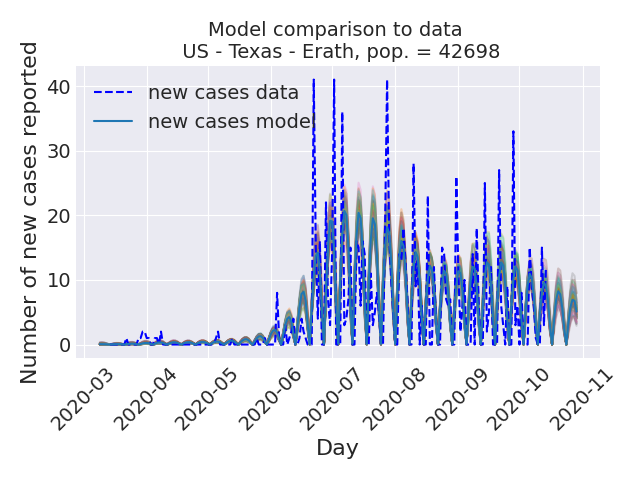 Model comparison to data
US - Texas - Erath, pop. = 42698
Number of new cases reported
40
30
20
10
0
new cases data
new cases model
2020-03
2020-04
2020-05
2020-06
2020-07
2020-08
2020-09
2020-10
2020-11
Day